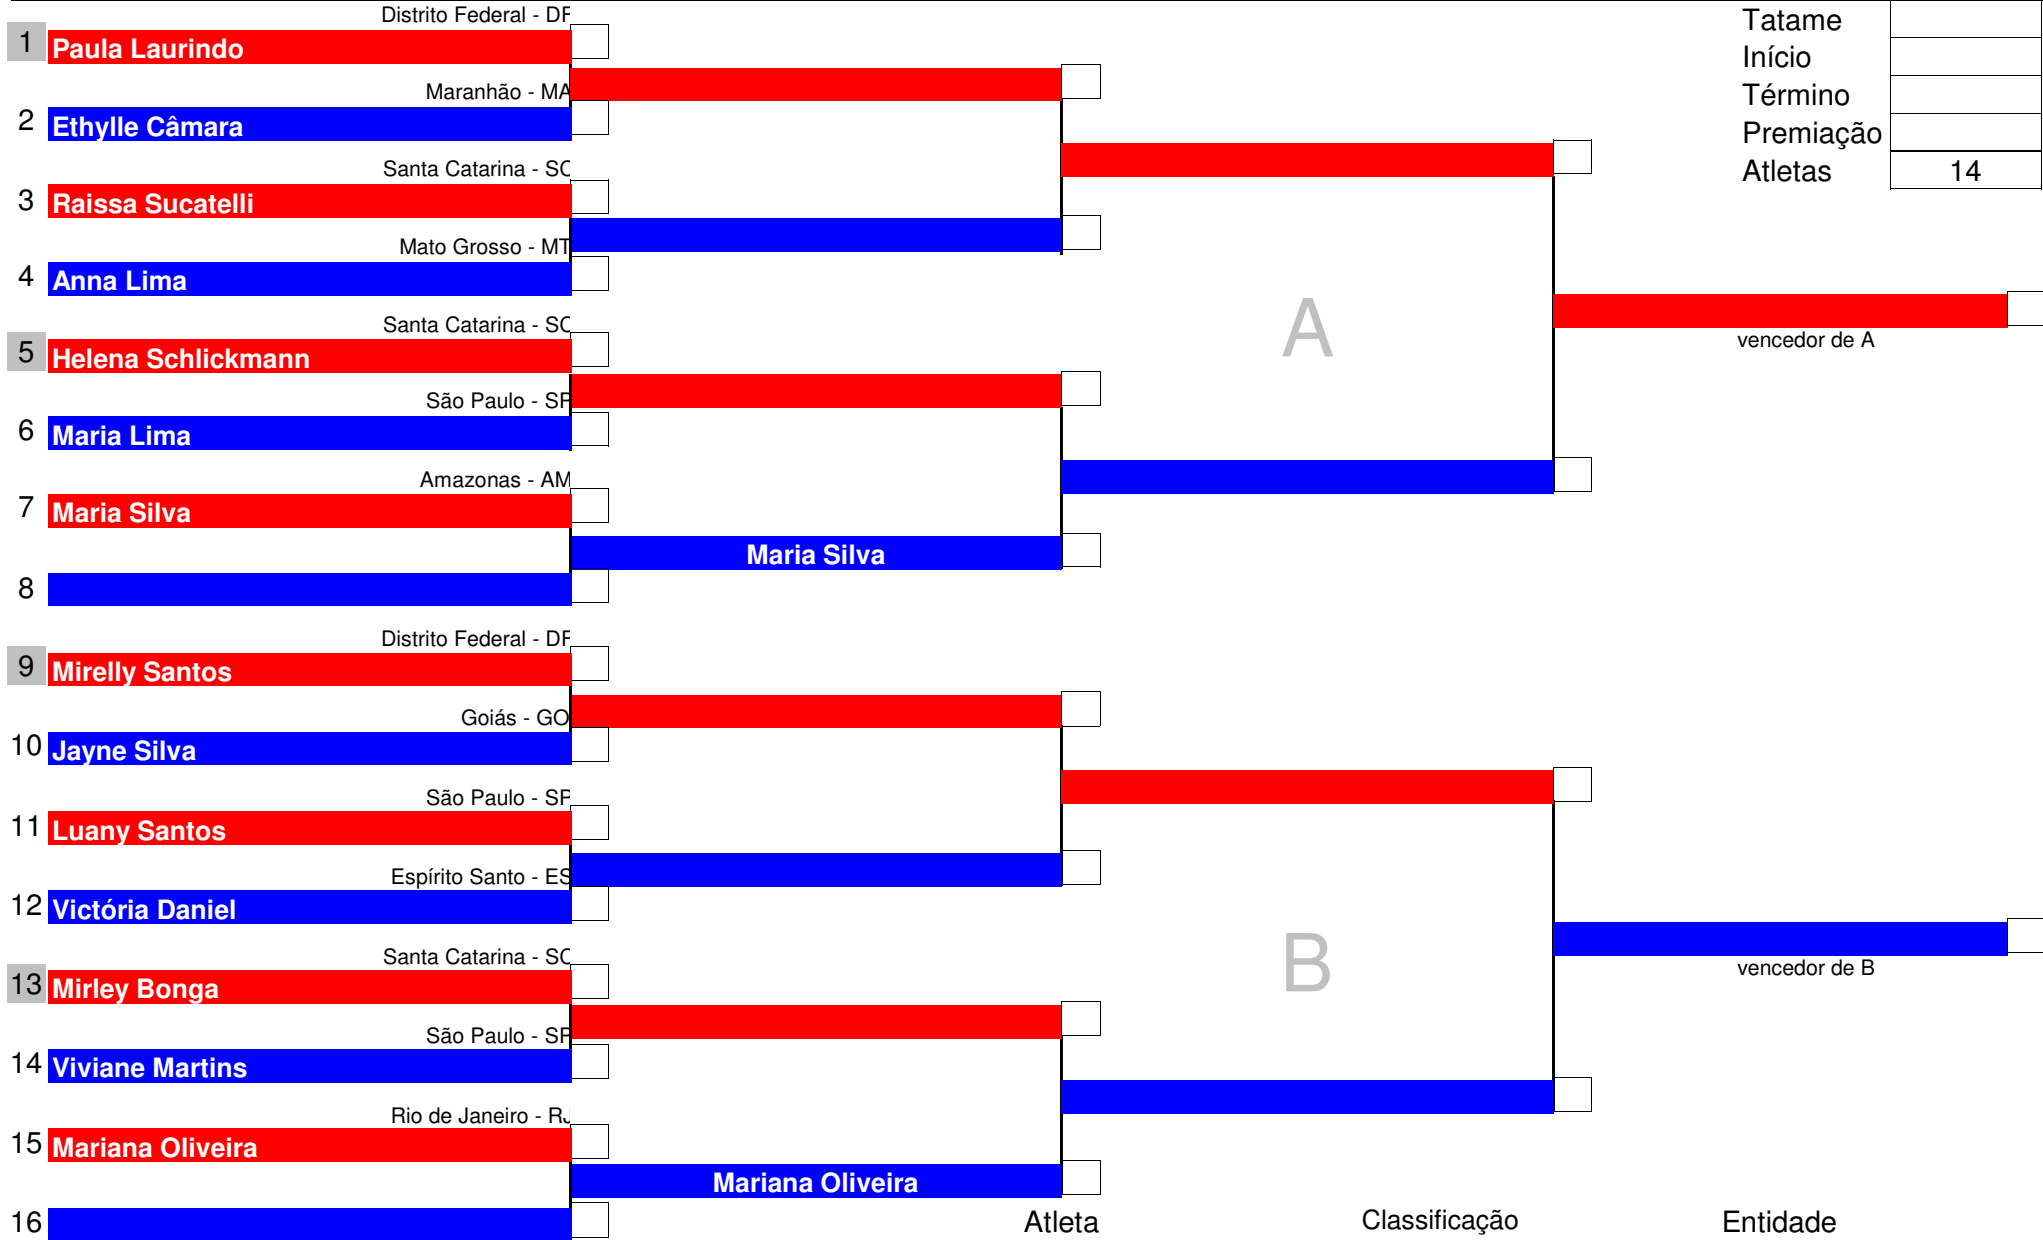 Distrito Federal - DF
1 Paula Laurindo
Maranhão - MA
2 Ethylle Câmara
Santa Catarina - SC
3 Raissa Sucatelli
Mato Grosso - MT
4 Anna Lima
Santa Catarina - SC
5 Helena Schlickmann
São Paulo - SP
6 Maria Lima
Amazonas - AM
7 Maria Silva
Maria Silva
8
Distrito Federal - DF
9 Mirelly Santos
Goiás - GO
10 Jayne Silva
São Paulo - SP
11 Luany Santos
Espírito Santo - ES
12 Victória Daniel
Santa Catarina - SC
13 Mirley Bonga
São Paulo - SP
14 Viviane Martins
Rio de Janeiro - RJ
15 Mariana Oliveira
Mariana Oliveira
16
A
vencedor de A
B
vencedor de B
Tatame
Início
Término
Premiação
Atletas 14
Atleta Classificação Entidade